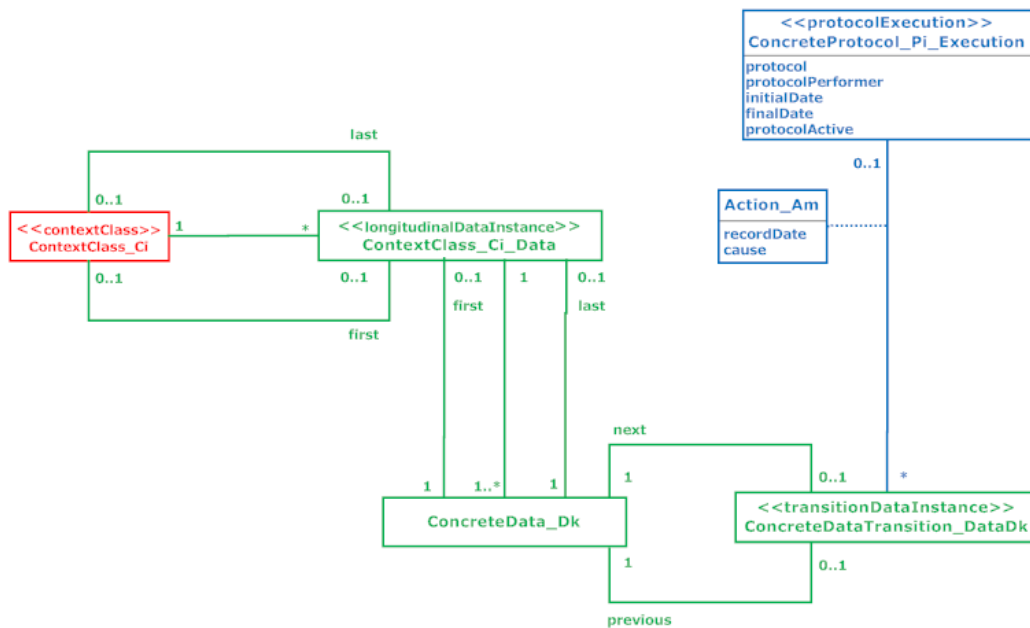 <<protocolExecution>>
ConcreteProtocol_Pi_Execution
protocol
protocolPerformer
initialDate
finalDate
protocolActive
last
0..1
0..1
0..1
Action_Am
recordDate
cause
<<contextClass>>
ContextClass_Ci
1
*
<<longitudinalDataInstance>>
ContextClass_Ci_Data
0..1
0..1
0..1
1
0..1
first
last
first
next
1
0..1
*
1
1..*
1
ConcreteData_Dk
<<transitionDataInstance>>
ConcreteDataTransition_DataDk
1
0..1
previous